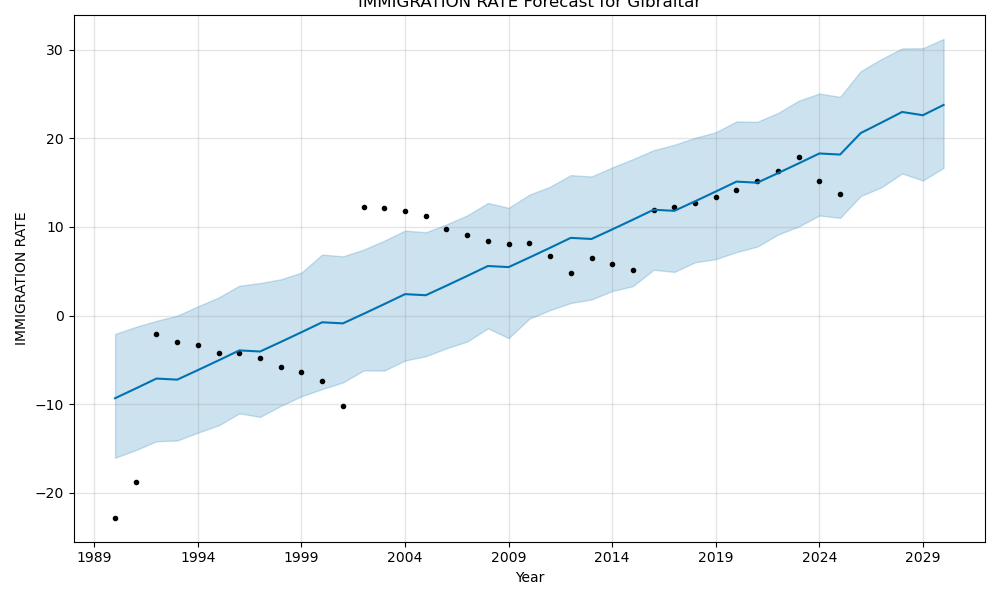 IMMIGRATION RATE Forecast for Gibraltar
30
20
10
0
−10
−20
IMMIGRATION RATE
1989 1994 1999 2004 2009 2014 2019 2024 2029
Year